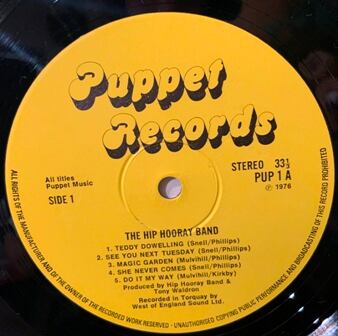 Puppet
Records
All titles
Puppet Music
SIDE 1
STEREO 33⅓
PUP 1 A
Ⓟ 1976
THE HIP HOORAY BAND
1. TEDDY DOWELLING (Snell/Phillips)
2. SEE YOU NEXT TUESDAY (Snell/Phillips)
3. MAGIC GARDEN (Mulvihill/Phillips)
4. SHE NEVER COMES (Snell/Phillips)
5. DO IT MY WAY (Mulvihill/Kirkby)
Produced by Hip Hooray Band &
Tony Waldron
Recorded in Torquay by
West of England Sound Ltd.
ALL RIGHTS OF THE MANUFACTURER AND OF THE OWNER OF THE RECORDED WORK RESERVED - UNAUTHORISED COPYING PUBLIC PERFORMANCE AND BROADCASTING OF THIS RECORD PROHIBITED